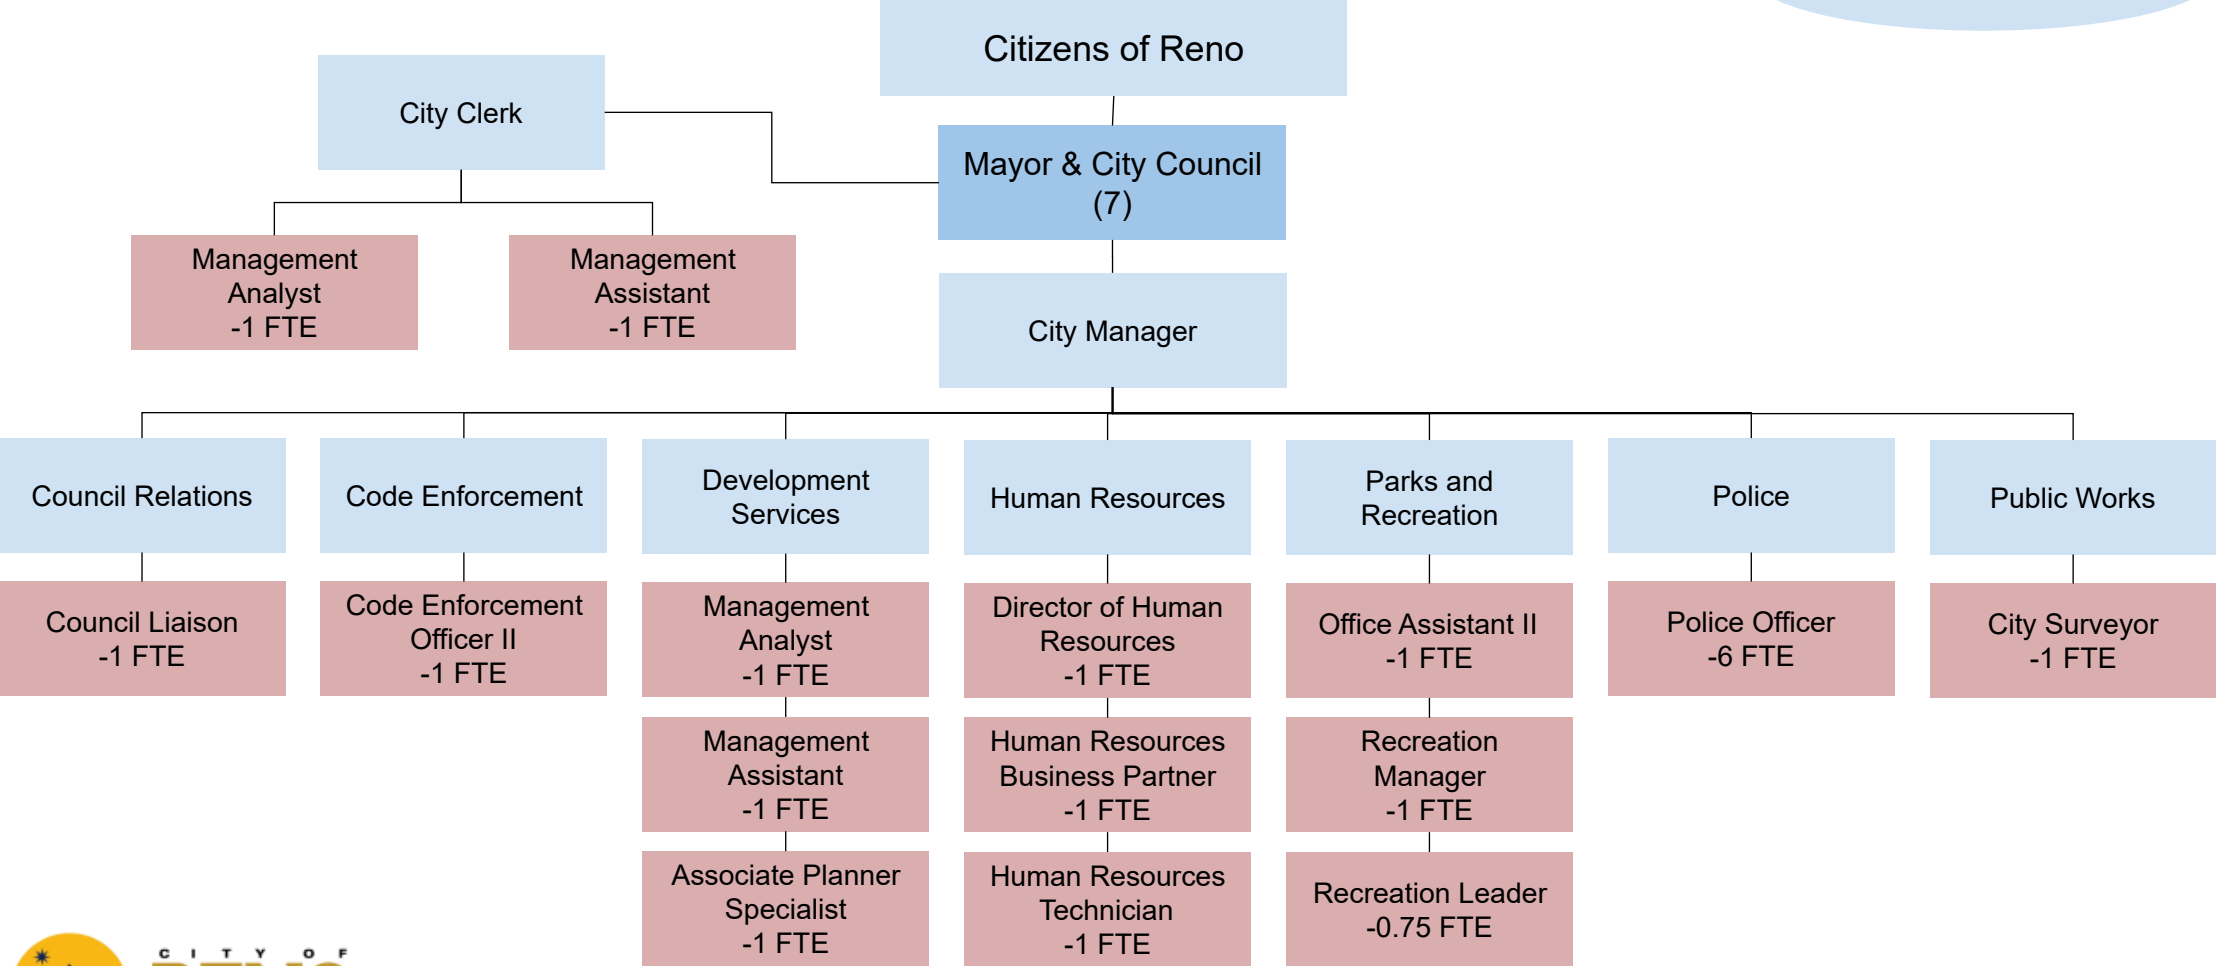 Citizens of Reno
City Clerk
Mayor & City Council
(7)
Management
Analyst
-1 FTE
Management
Assistant
-1 FTE
City Manager
Council Relations
Code Enforcement
Development
Services
Human Resources
Parks and
Recreation
Police
Public Works
Council Liaison
-1 FTE
Code Enforcement
Officer II
-1 FTE
Management
Analyst
-1 FTE
Director of Human
Resources
-1 FTE
Office Assistant II
-1 FTE
Police Officer
-6 FTE
City Surveyor
-1 FTE
Management
Assistant
-1 FTE
Human Resources
Business Partner
-1 FTE
Recreation
Manager
-1 FTE
Associate Planner
Specialist
-1 FTE
Human Resources
Technician
-1 FTE
Recreation Leader
-0.75 FTE
CITY OF